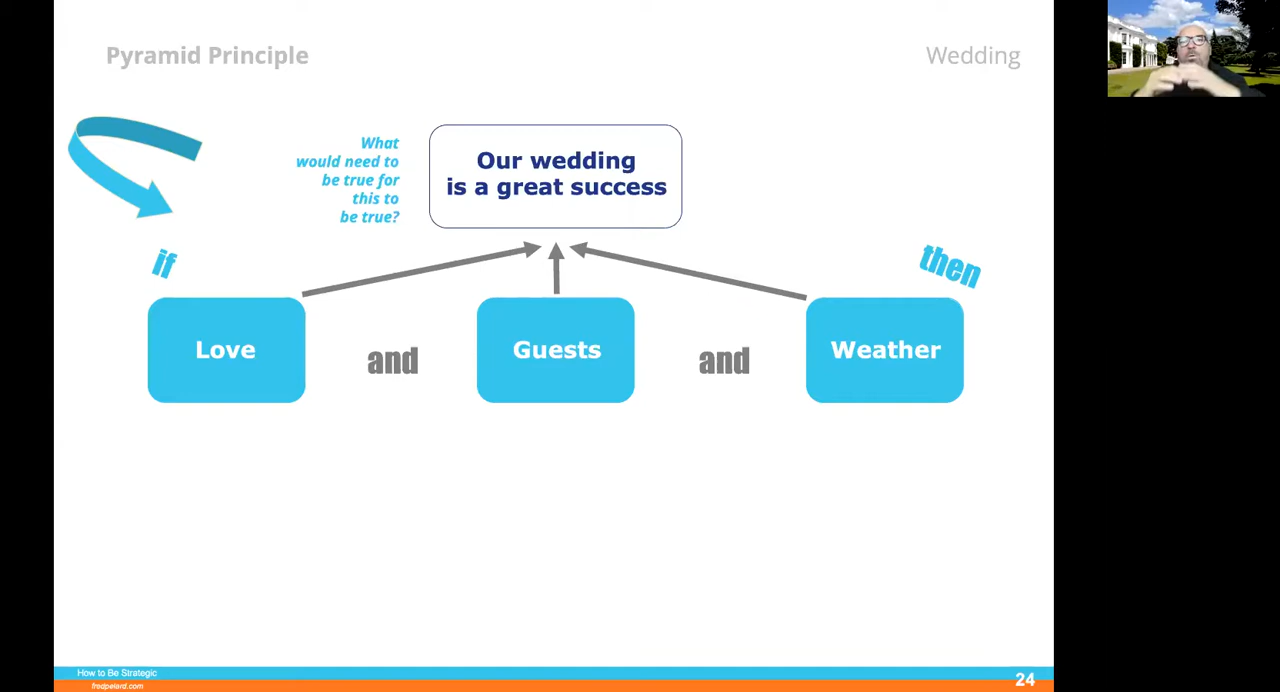 Pyramid Principle
Wedding
What
would need to
be true for
this to
be true?
Our wedding
is a great success
if
then
Love
and
Guests
and
Weather
How to Be Strategic
fredpelard.com
24